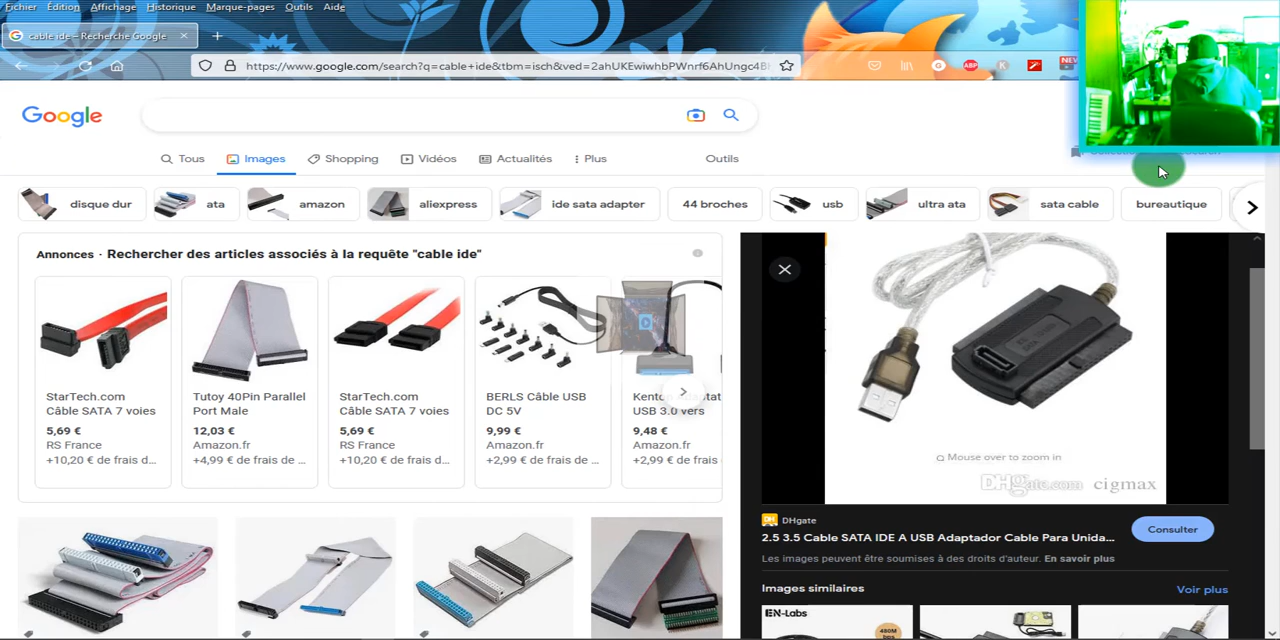 Fichier Édition Affichage Historique Marque-pages Outils Aide
cable ide – Recherche Google
https://www.google.com/search?q=cable+ide&tbm=isch&ved=2ahUKEwiwhbPWnrf6AhUngc4B
ABP
K
NEW
Google
Tous Images Shopping Vidéos Actualités Plus Outils
disque dur ata amazon aliexpress ide sata adapter 44 broches usb ultra ata sata cable bureautique
Annonces · Rechercher des articles associés à la requête "cable ide"
StarTech.com Tutoy 40Pin Parallel StarTech.com BERLS Câble USB
Câble SATA 7 voies Port Male Câble SATA 7 voies DC 5V USB 3.0 vers
5,69 € 12,03 € 5,69 € 9,99 € 9,48 €
RS France Amazon.fr RS France Amazon.fr Amazon.fr
+10,20 € de frais d... +4,99 € de frais de ... +10,20 € de frais d... +2,99 € de frais de ... +2,99 € de frais
Mouse over to zoom in
DHgate.com cigmax
DHgate
2.5 3.5 Cable SATA IDE A USB Adaptador Cable Para Unida...
Consulter
Les images peuvent être soumises à des droits d'auteur. En savoir plus
Images similaires Voir plus
EN-Labs
480M